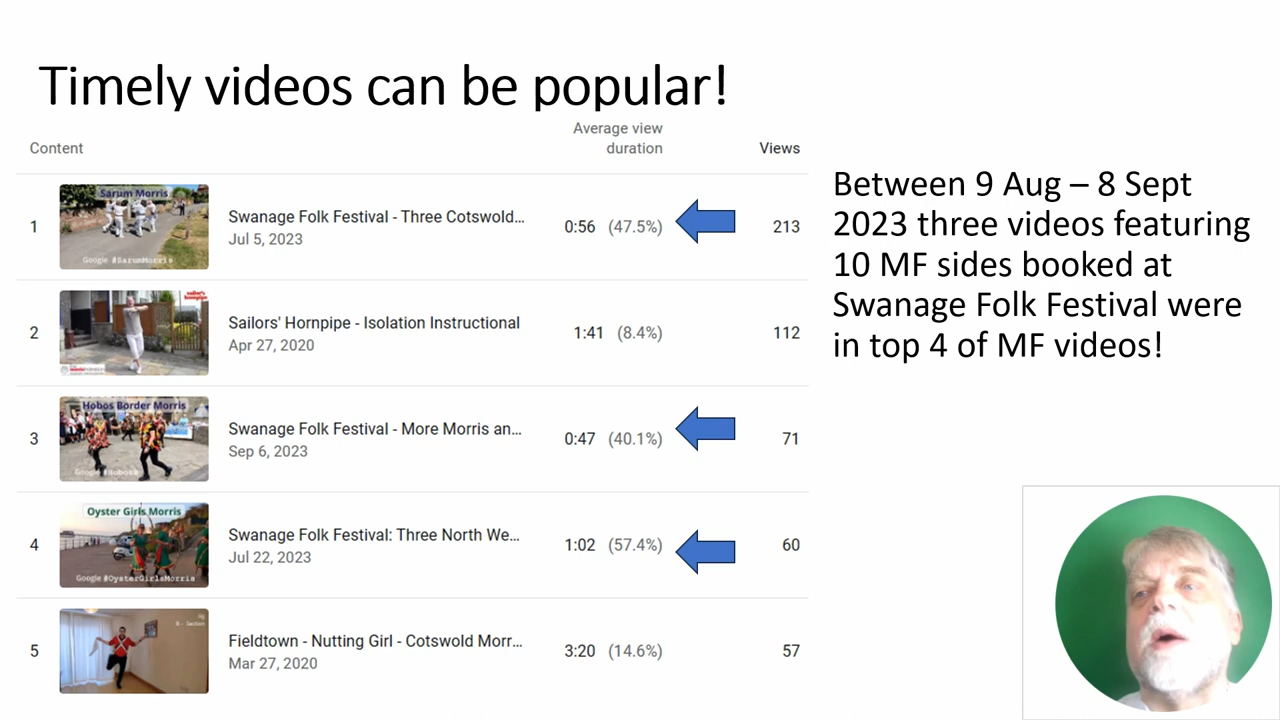 Timely videos can be popular!
Content
Average view
duration
Views
1
Sarum Morris
Google #SarumMorris
Swanage Folk Festival - Three Cotswold...
Jul 5, 2023
0:56 (47.5%)
213
2
sailor's
hornpipe
Sailors' Hornpipe - Isolation Instructional
Apr 27, 2020
1:41 (8.4%)
112
3
Hobos Border Morris
Swanage Folk Festival - More Morris an...
Sep 6, 2023
0:47 (40.1%)
71
4
Oyster Girls Morris
Google #OysterGirlsMorris
Swanage Folk Festival: Three North We...
Jul 22, 2023
1:02 (57.4%)
60
5
Fieldtown - Nutting Girl - Cotswold Morr...
Mar 27, 2020
3:20 (14.6%)
57
Between 9 Aug – 8 Sept
2023 three videos featuring
10 MF sides booked at
Swanage Folk Festival were
in top 4 of MF videos!